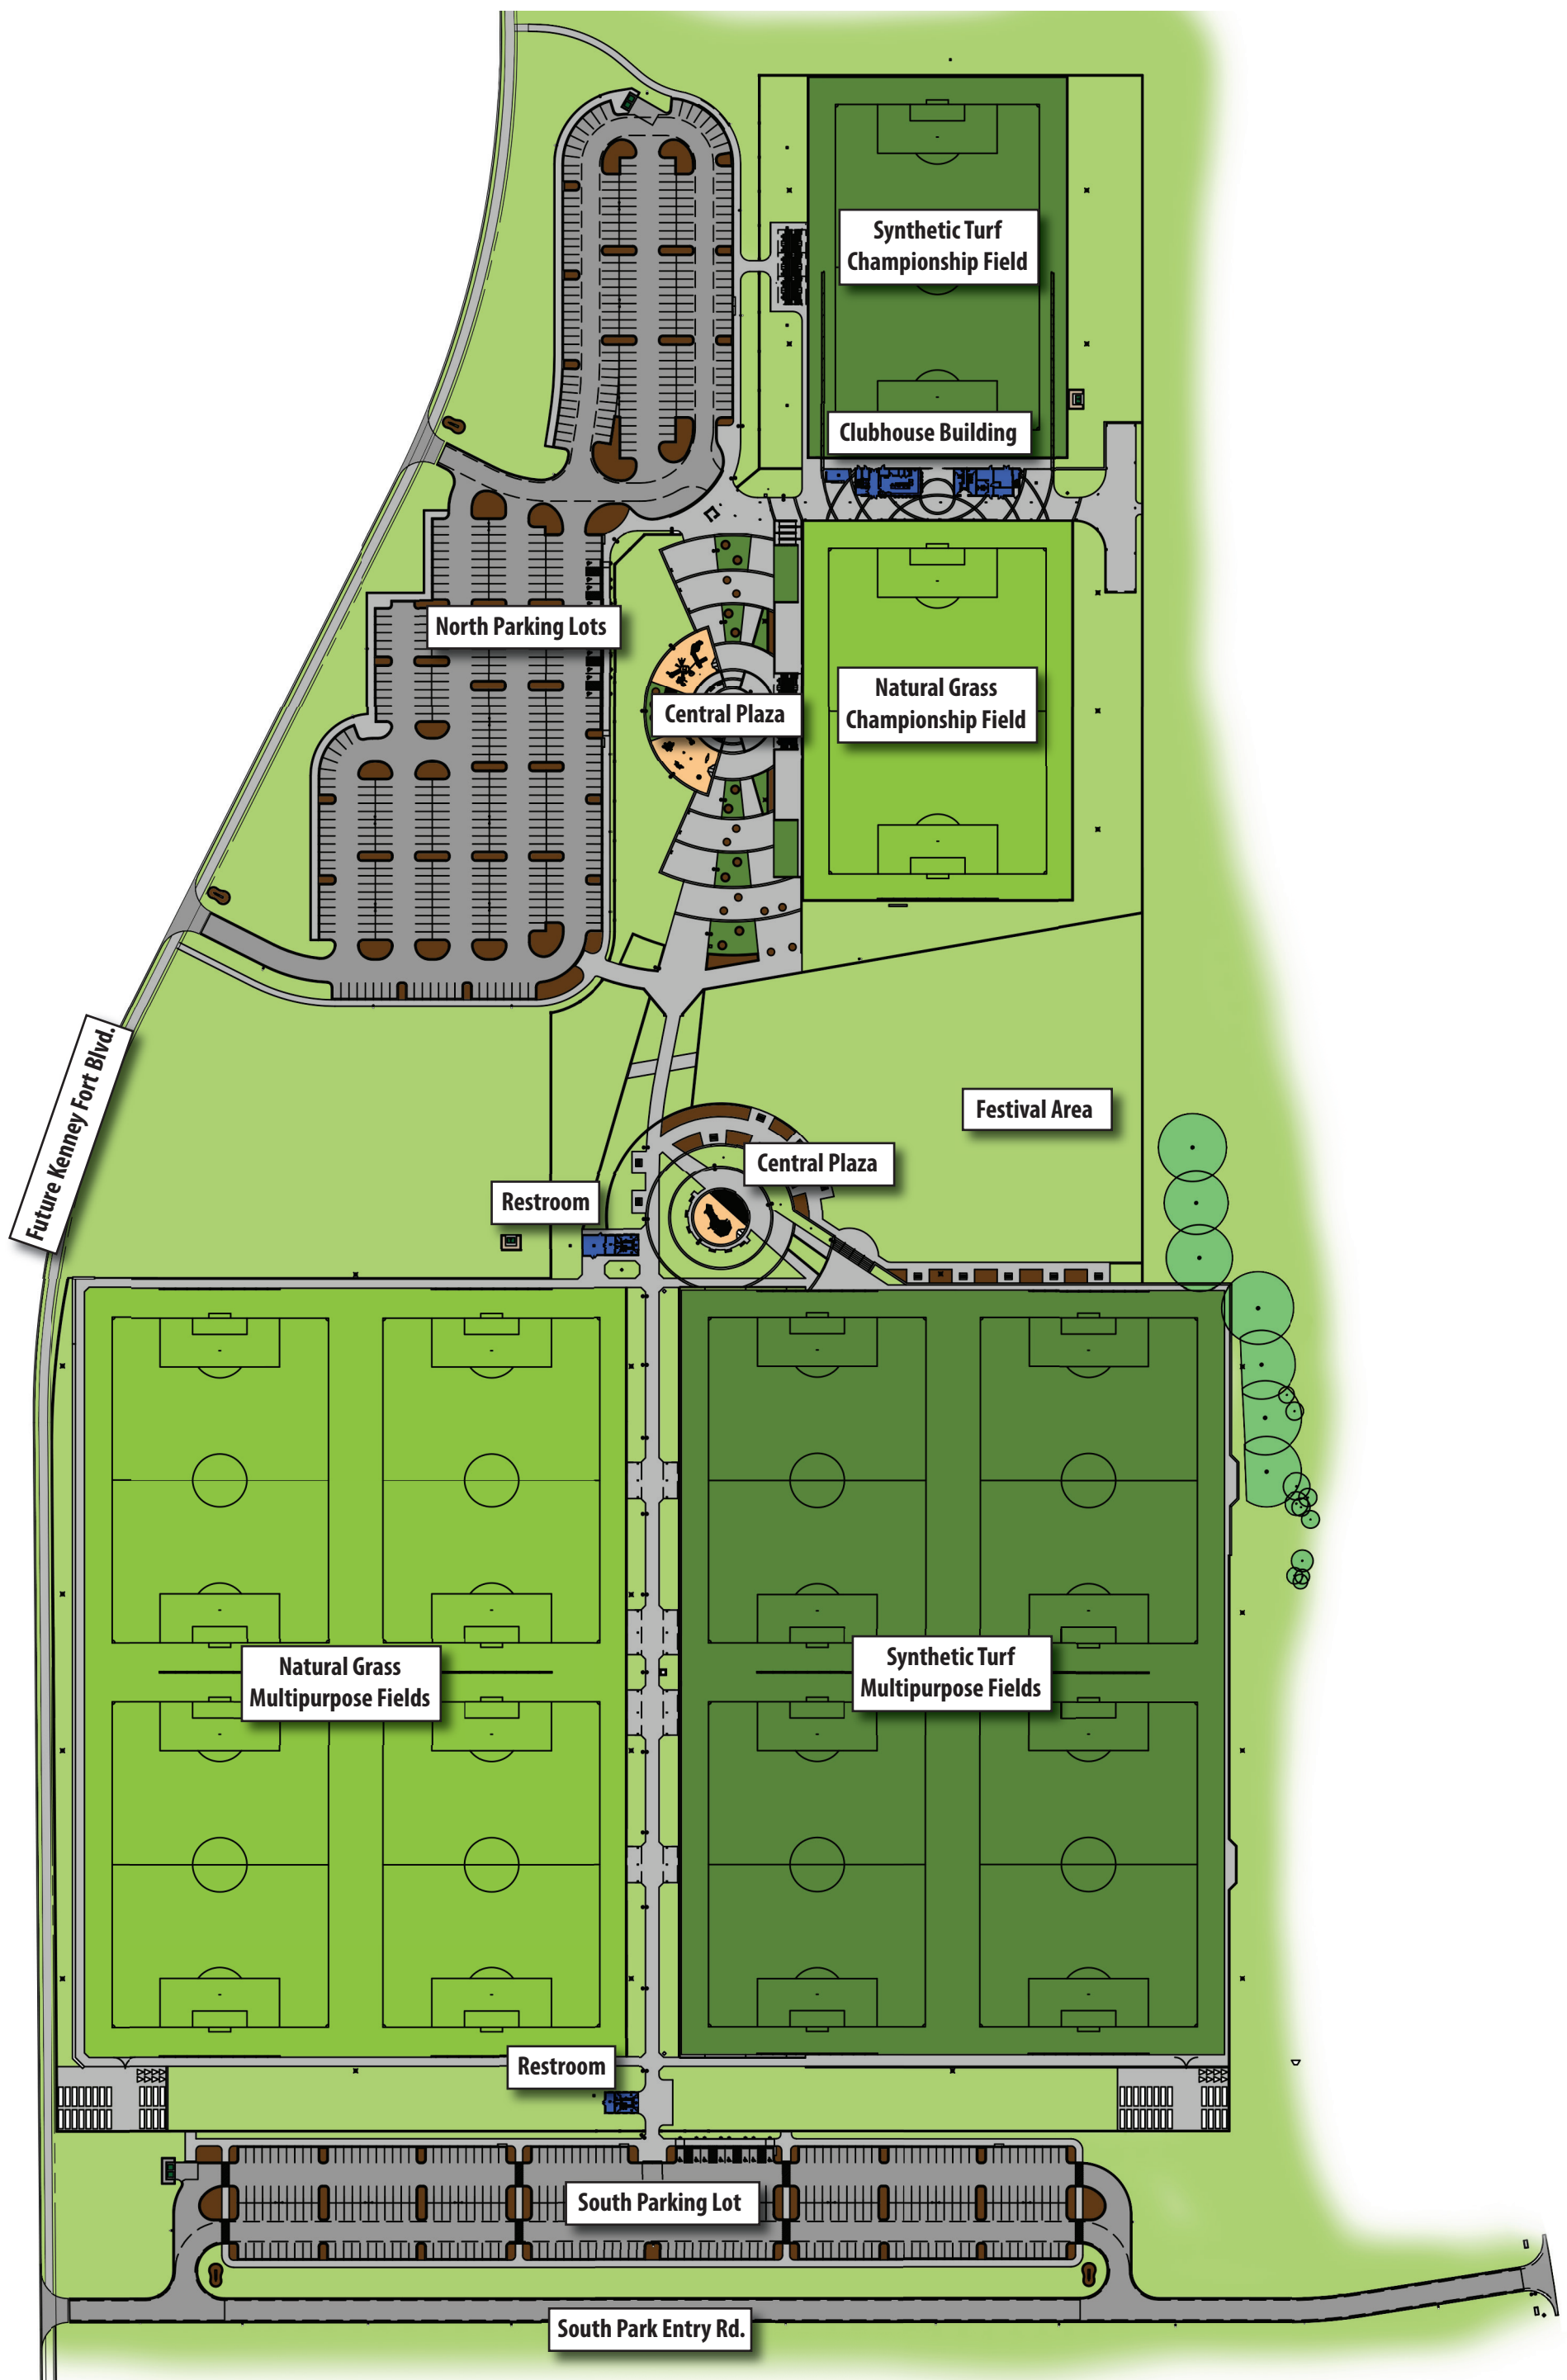 Synthetic Turf
Championship Field
Clubhouse Building
North Parking Lots
Natural Grass
Championship Field
Central Plaza
Future Kenney Fort Blvd.
Festival Area
Central Plaza
Restroom
Natural Grass
Multipurpose Fields
Synthetic Turf
Multipurpose Fields
Restroom
South Parking Lot
South Park Entry Rd.